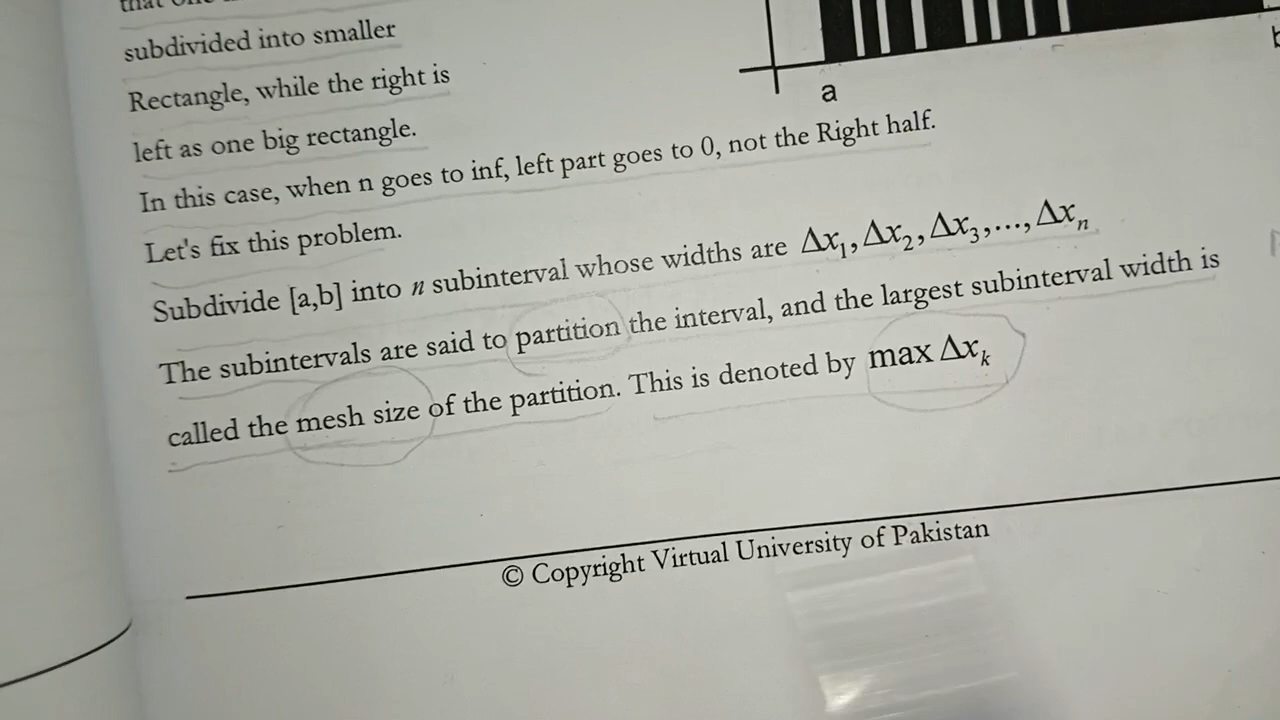 that one
subdivided into smaller
Rectangle, while the right is
left as one big rectangle.
a
In this case, when n goes to inf, left part goes to 0, not the Right half.
Let's fix this problem.
Subdivide [a,b] into n subinterval whose widths are Δx₁, Δx₂, Δx₃,..., Δxₙ
The subintervals are said to partition the interval, and the largest subinterval width is
called the mesh size of the partition. This is denoted by max Δxₖ
© Copyright Virtual University of Pakistan